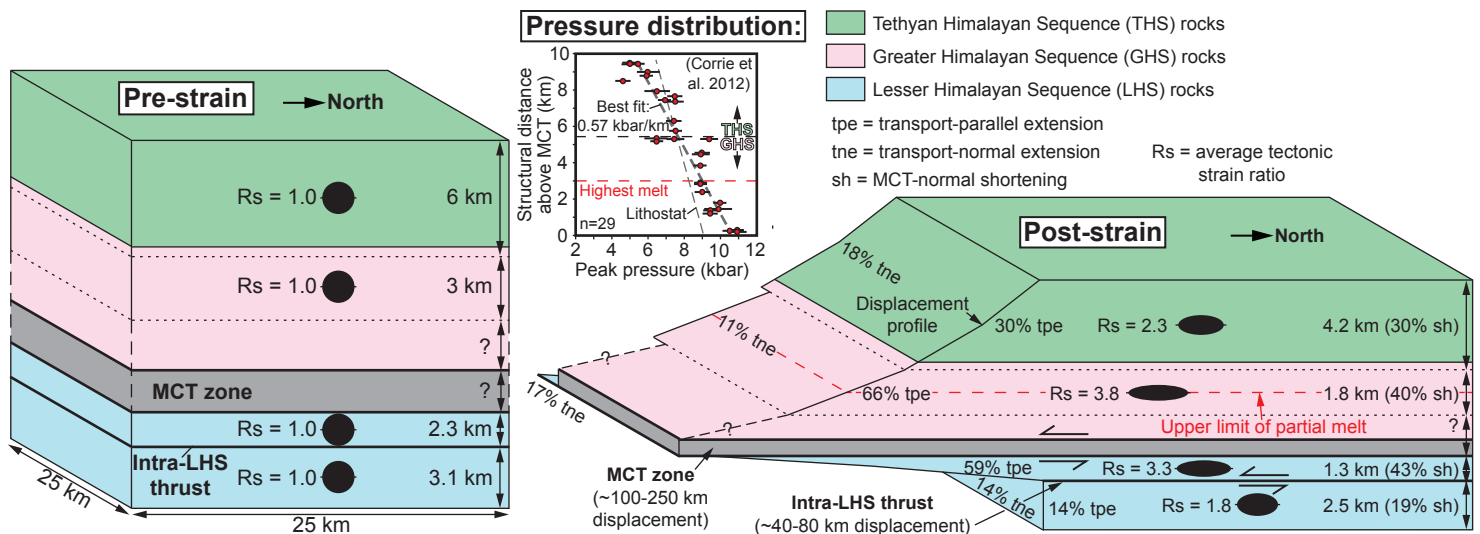 Pre-strain
North
Rs = 1.0
6 km
Rs = 1.0
3 km
?
MCT zone
?
Rs = 1.0
2.3 km
Intra-LHS
thrust
Rs = 1.0
3.1 km
25 km
25 km
Pressure distribution:
Structural distance
above MCT (km)
10
8
6
4
2
0
(Corrie et
al. 2012)
Best fit:
0.57 kbar/km
THS
GHS
Highest melt
Lithostat
n=29
2 4 6 8 10 12
Peak pressure (kbar)
Tethyan Himalayan Sequence (THS) rocks
Greater Himalayan Sequence (GHS) rocks
Lesser Himalayan Sequence (LHS) rocks
tpe = transport-parallel extension
tne = transport-normal extension
sh = MCT-normal shortening
Rs = average tectonic
strain ratio
Post-strain
North
18% tne
Displacement
profile
30% tpe
Rs = 2.3
4.2 km (30% sh)
11% tne
66% tpe
Rs = 3.8
1.8 km (40% sh)
Upper limit of partial melt
?
?
?
17% tne
MCT zone
(~100-250 km
displacement)
59% tpe
Rs = 3.3
1.3 km (43% sh)
Intra-LHS thrust
(~40-80 km displacement)
14% tne
14% tpe
Rs = 1.8
2.5 km (19% sh)